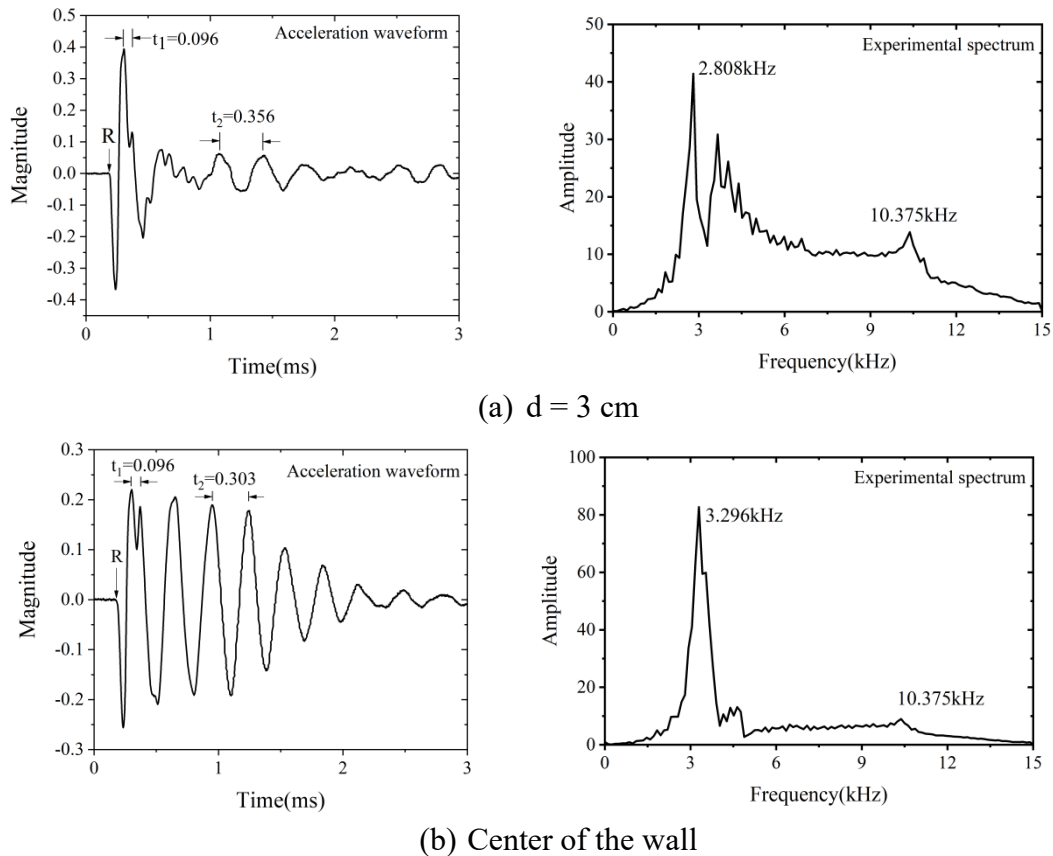 Acceleration waveform
t1=0.096
t2=0.356
R
0.5
0.4
0.3
0.2
0.1
0.0
-0.1
-0.2
-0.3
-0.4
Magnitude
0 1 2 3
Time(ms)
Experimental spectrum
2.808kHz
10.375kHz
50
40
30
20
10
0
Amplitude
0 3 6 9 12 15
Frequency(kHz)
(a) d = 3 cm
Acceleration waveform
t1=0.096
t2=0.303
R
0.3
0.2
0.1
0.0
-0.1
-0.2
-0.3
Magnitude
0 1 2 3
Time(ms)
Experimental spectrum
3.296kHz
10.375kHz
100
80
60
40
20
0
Amplitude
0 3 6 9 12 15
Frequency(kHz)
(b) Center of the wall